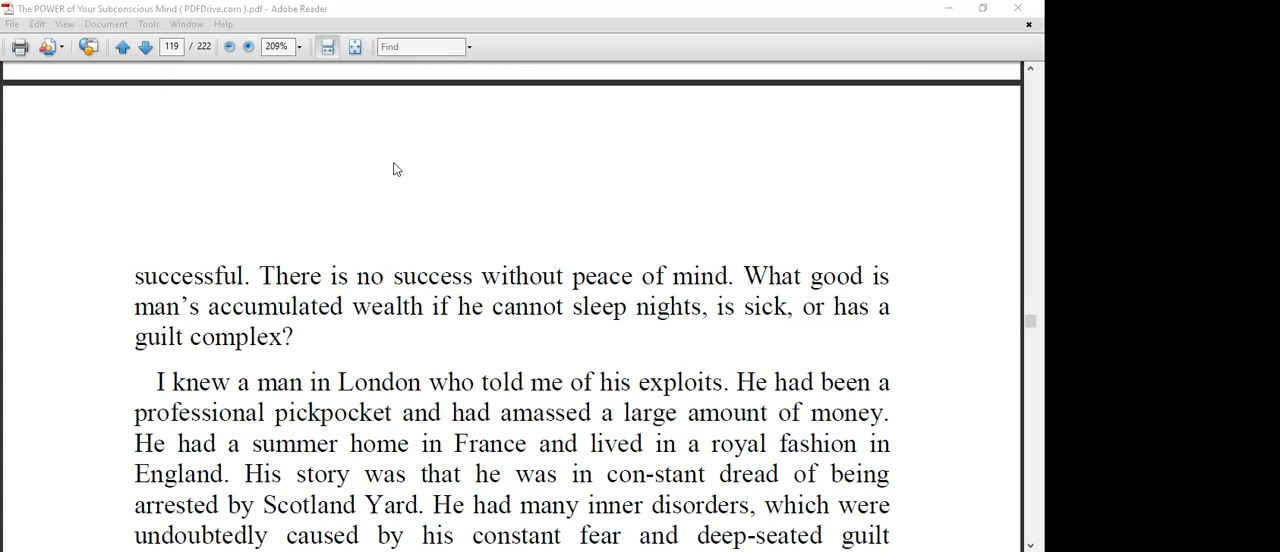 The POWER of Your Subconscious Mind ( PDFDrive.com ).pdf - Adobe Reader
File Edit View Document Tools Window Help
119 / 222 209% Find
successful. There is no success without peace of mind. What good is
man’s accumulated wealth if he cannot sleep nights, is sick, or has a
guilt complex?
I knew a man in London who told me of his exploits. He had been a
professional pickpocket and had amassed a large amount of money.
He had a summer home in France and lived in a royal fashion in
England. His story was that he was in con-stant dread of being
arrested by Scotland Yard. He had many inner disorders, which were
undoubtedly caused by his constant fear and deep-seated guilt